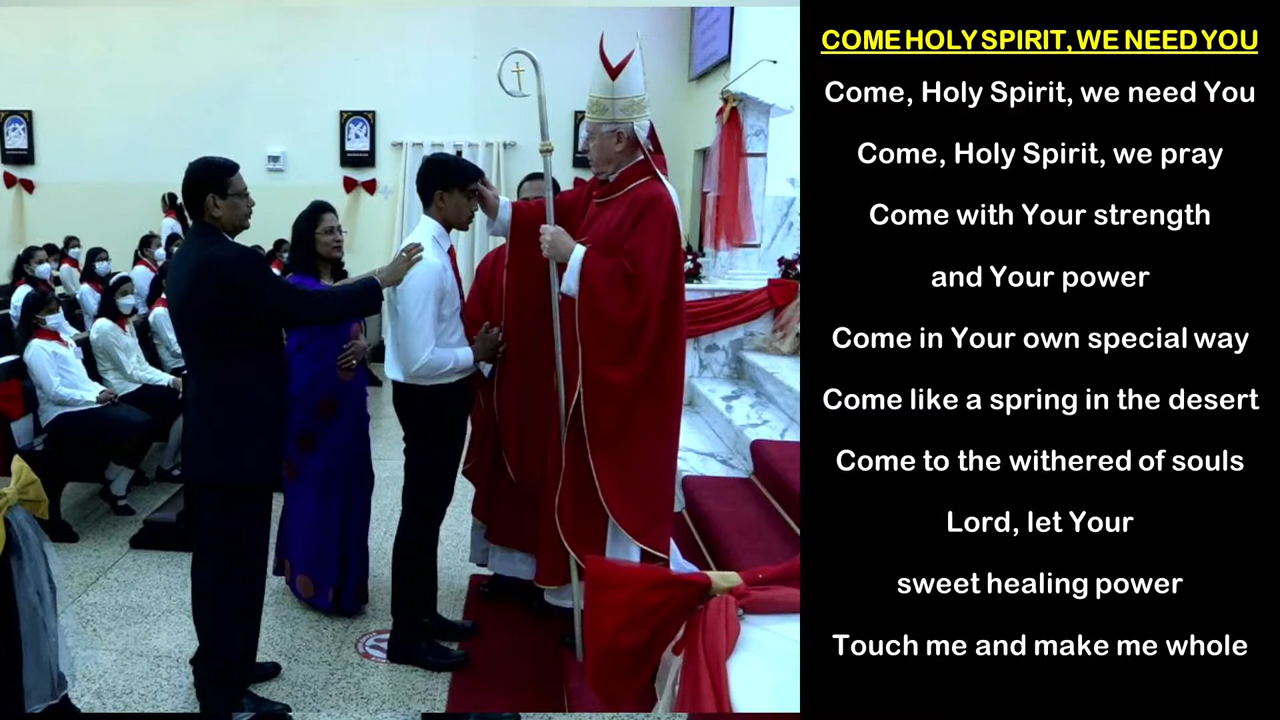 COME HOLY SPIRIT, WE NEED YOU
Come, Holy Spirit, we need You
Come, Holy Spirit, we pray
Come with Your strength
and Your power
Come in Your own special way
Come like a spring in the desert
Come to the withered of souls
Lord, let Your
sweet healing power
Touch me and make me whole